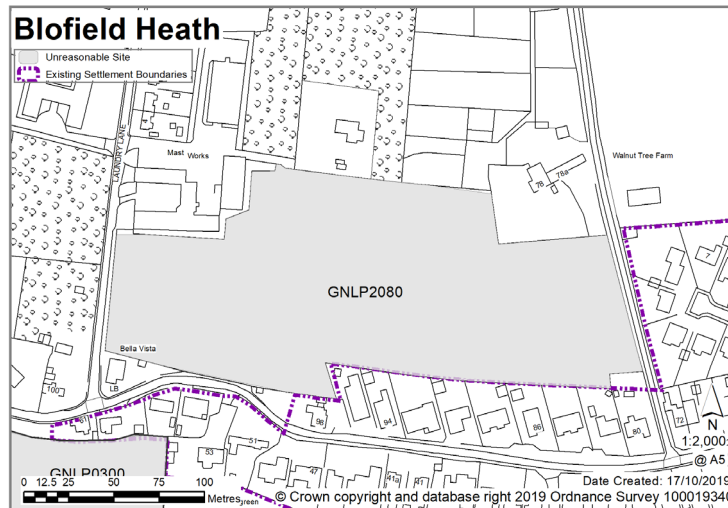 Blofield Heath
Unreasonable Site
Existing Settlement Boundaries
LAUNDRY LANE
4
Mast Works
Walnut Tree Farm
78
78a
7
GNLP2080
Bella Vista
100
LB
61
98
94
86
80
72
53
51
47
41a
GNLP0300
green
N
1:2,000
@ A5
0 12.5 25 50 75 100
Metres
Date Created: 17/10/2019
© Crown copyright and database right 2019 Ordnance Survey 100019340